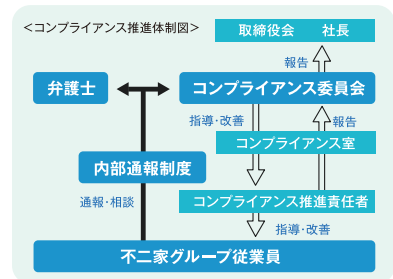 <コンプライアンス推進体制図>
取締役会　社長
報告
弁護士
コンプライアンス委員会
指導・改善
報告
コンプライアンス室
内部通報制度
通報・相談
コンプライアンス推進責任者
指導・改善
不二家グループ従業員